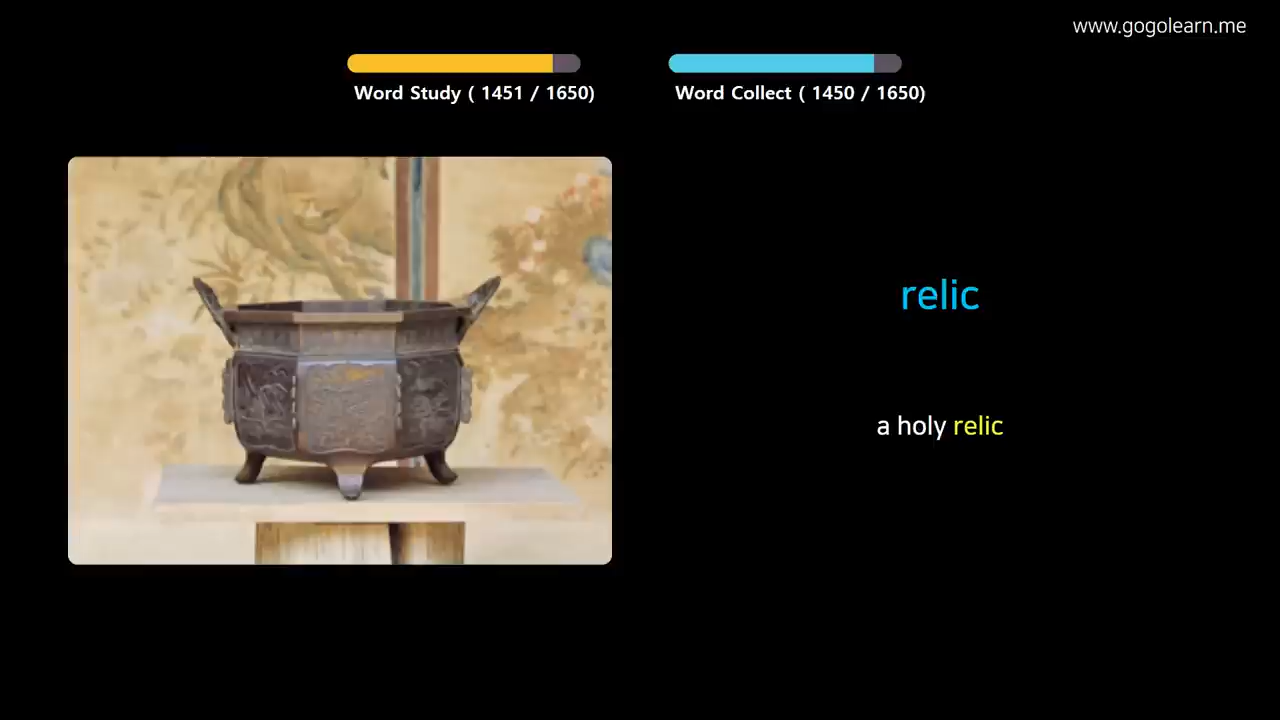 www.gogolearn.me
Word Study ( 1451 / 1650)
Word Collect ( 1450 / 1650)
relic
a holy relic